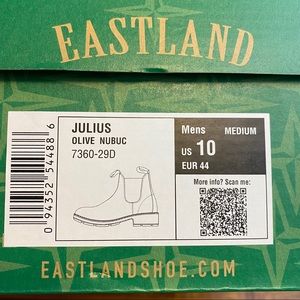 EASTLAND
JULIUS
OLIVE NUBUC
7360-29D
Mens MEDIUM
US 10
EUR 44
More info? Scan me:
0 94352 54488 6
EASTLANDSHOE.COM